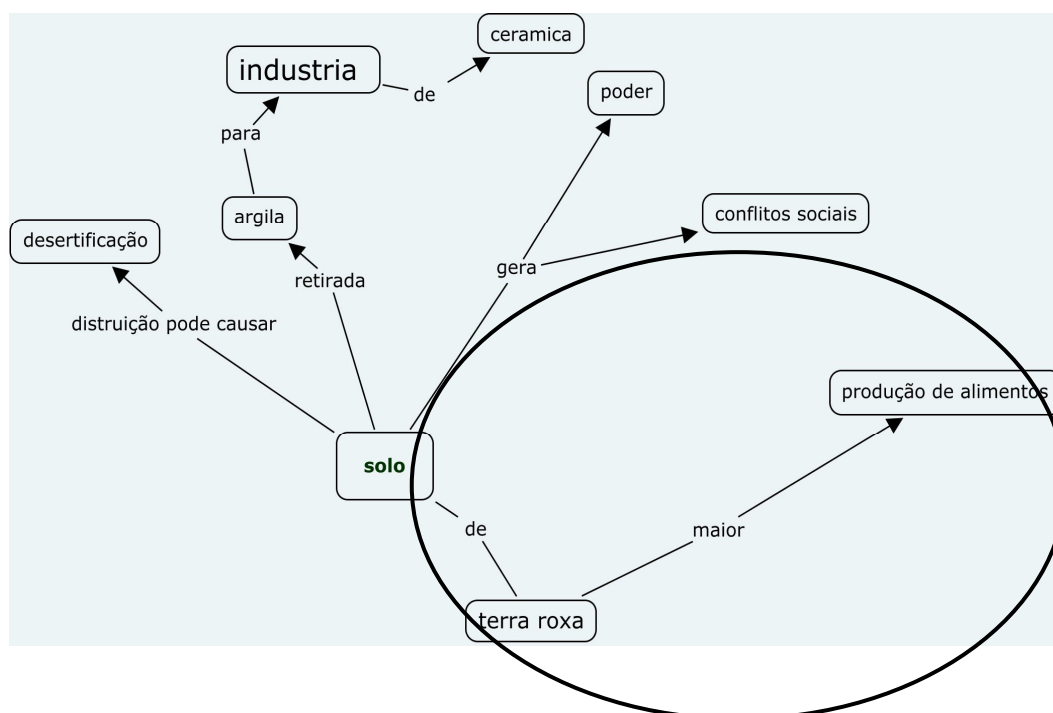 ceramica
industria
de
poder
para
conflitos sociais
argila
desertificação
gera
retirada
distruição pode causar
produção de alimentos
solo
de
maior
terra roxa